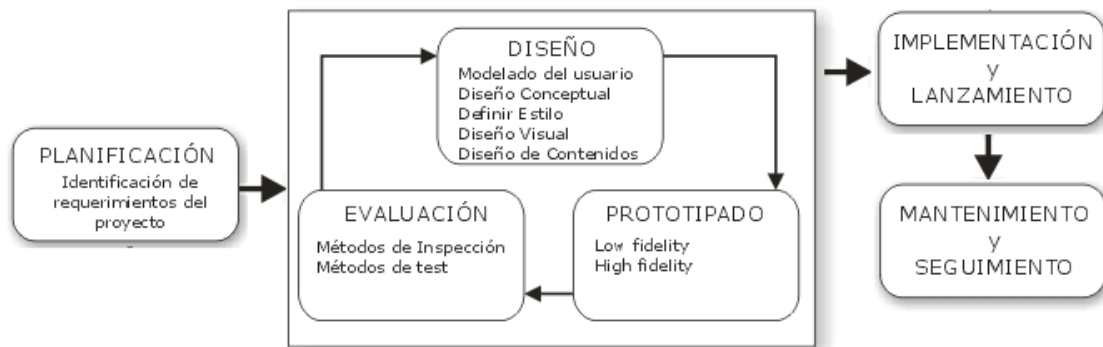 PLANIFICACIÓN
Identificación de
requerimientos del
proyecto
DISEÑO
Modelado del usuario
Diseño Conceptual
Definir Estilo
Diseño Visual
Diseño de Contenidos
EVALUACIÓN
Métodos de Inspección
Métodos de test
PROTOTIPADO
Low fidelity
High fidelity
IMPLEMENTACIÓN
y
LANZAMIENTO
MANTENIMIENTO
y
SEGUIMIENTO